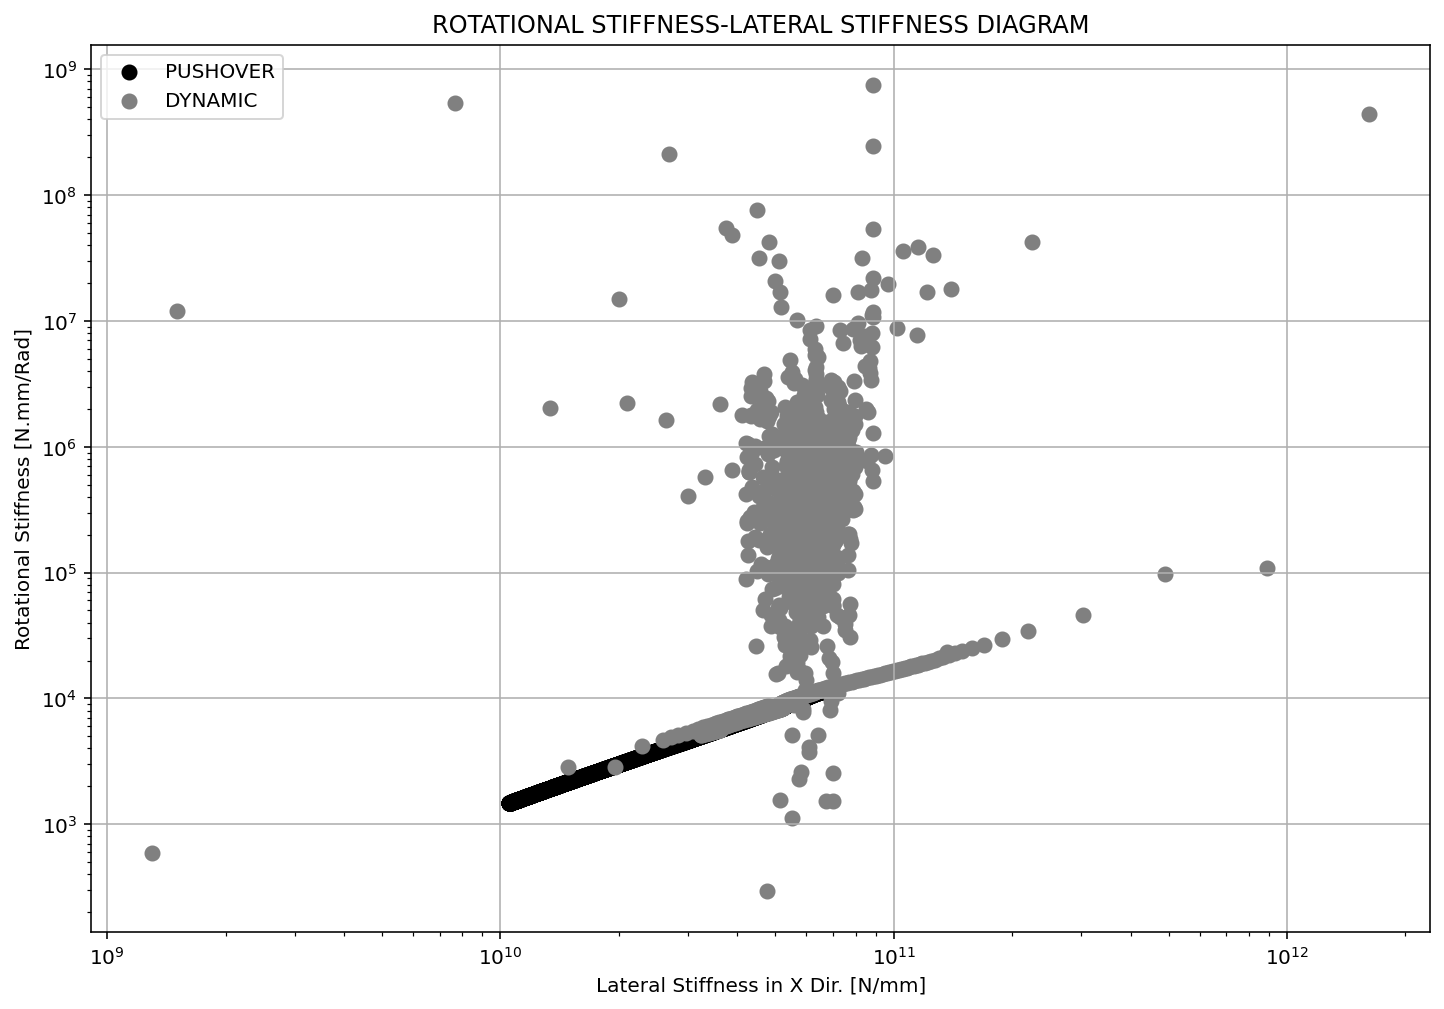 ROTATIONAL STIFFNESS-LATERAL STIFFNESS DIAGRAM
PUSHOVER
DYNAMIC
Rotational Stiffness [N.mm/Rad]
10⁹
10⁸
10⁷
10⁶
10⁵
10⁴
10³
10⁹ 10¹⁰ 10¹¹ 10¹²
Lateral Stiffness in X Dir. [N/mm]